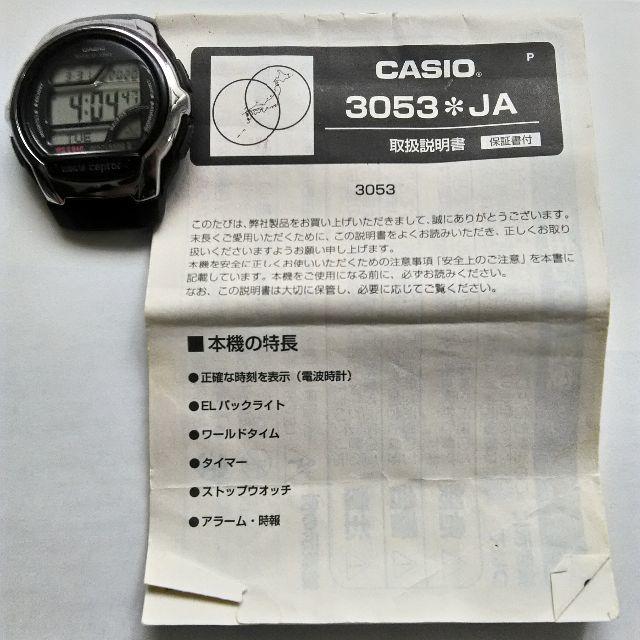 CASIO
3-31 2020
4:04 47
TUE
wave ceptor
P
CASIO®
3053＊JA
取扱説明書 保証書付
3053
このたびは、弊社製品をお買い上げいただきまして、誠にありがとうございます。
末長くご愛用いただくために、この説明書をよくお読みいただき、正しくお取り
扱いくださいますようお願い申し上げます。
本機を安全に正しくお使いいただくための注意事項「安全上のご注意」を本書に
記載しています。本機をご使用になる前に、必ずお読みください。
なお、この説明書は大切に保管し、必要に応じてご覧ください。
■本機の特長
●正確な時刻を表示（電波時計）
●ELバックライト
●ワールドタイム
●タイマー
●ストップウオッチ
●アラーム・時報